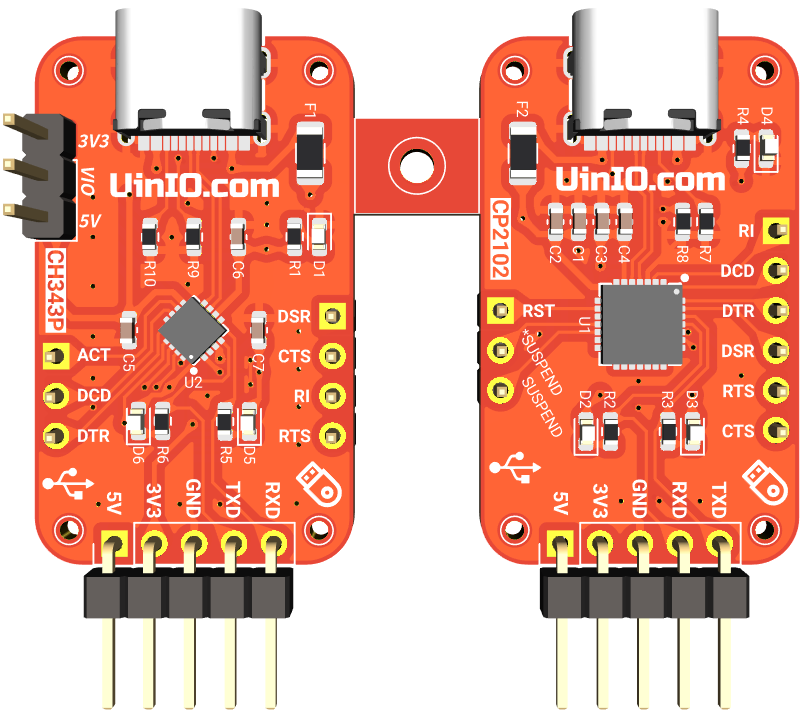 F1
3V3
VIO
5V
UinIO.com
R10
R9
C6
R1
D1
CH343P
DSR
CTS
RI
RTS
C5
C7
U2
ACT
DCD
DTR
D6
R6
R5
D5
5V
3V3
GND
TXD
RXD
F2
R4
D4
UinIO.com
CP2102
C2
C1
C3
C4
R8
R7
RI
DCD
DTR
DSR
RTS
CTS
RST
*SUSPEND
SUSPEND
U1
D2
R2
R3
D3
5V
3V3
GND
RXD
TXD